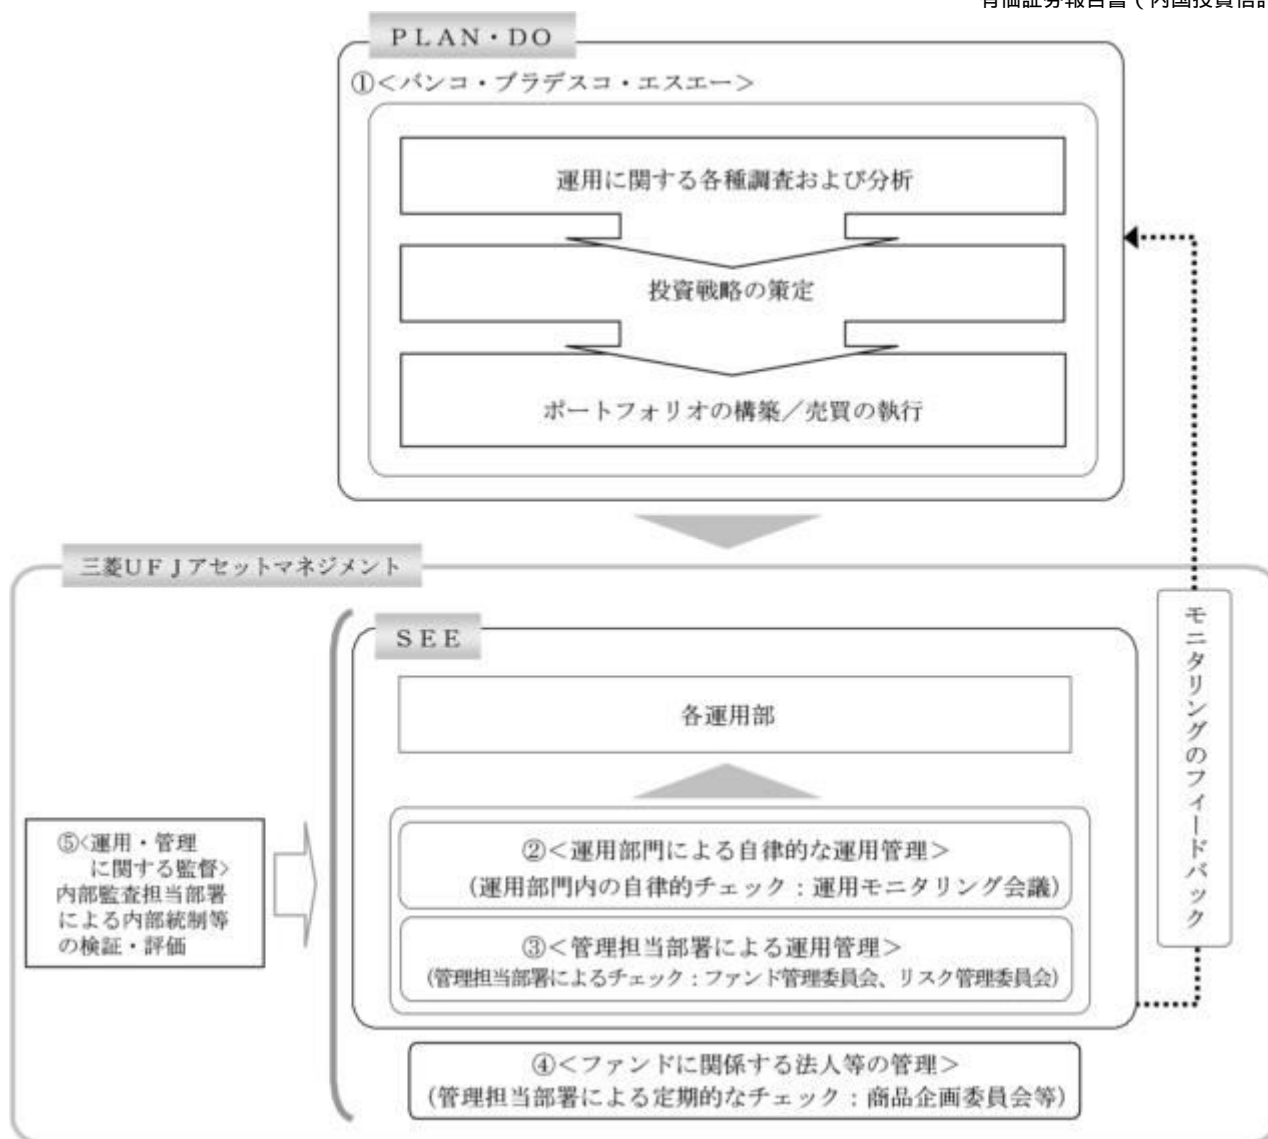 有価証券報告書(内国投資信託
PLAN・DO
①<バンコ・ブラデスコ・エスエー>
運用に関する各種調査および分析
投資戦略の策定
ポートフォリオの構築/売買の執行
三菱UFJアセットマネジメント
SEE
各運用部
②<運用部門による自律的な運用管理>
(運用部門内の自律的チェック:運用モニタリング会議)
③<管理担当部署による運用管理>
(管理担当部署によるチェック:ファンド管理委員会、リスク管理委員会)
④<ファンドに関係する法人等の管理>
(管理担当部署による定期的なチェック:商品企画委員会等)
⑤<運用・管理
に関する監督>
内部監査担当部署
による内部統制等
の検証・評価
モニタリングのフィードバック